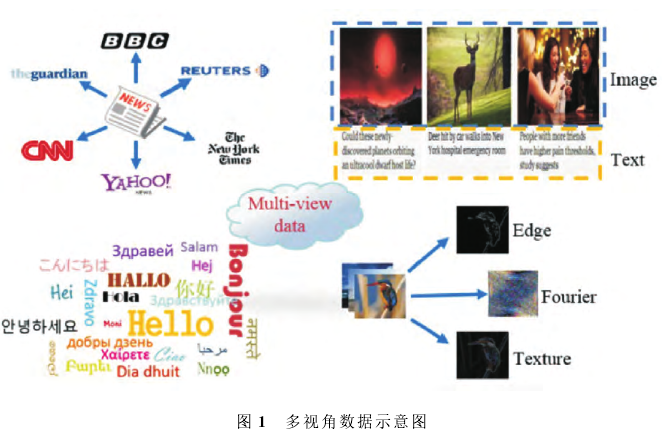 BBC
theguardian
REUTERS
NEWS
CNN
The
New York
Times
YAHOO!
NEWS
Image
Could these newly-
discovered planets orbiting
an ultracool dwarf host life?
Deer hit by car walks into New
York hospital emergency room
People with more friends
have higher pain thresholds,
study suggests
Text
Multi-view
data
Здравей
Salam
こんにちは
Hej
HALLO
Bonjour
Hei
Zdravo
Hola
你好
Здравствуйте
안녕하세요
Moni
Hello
नमस्ते
добры дзень
Χαίρετε
Ciao
مرحبا
Բարեւ
Dia dhuit
Nnọọ
Edge
Fourier
Texture
图 1 多视角数据示意图